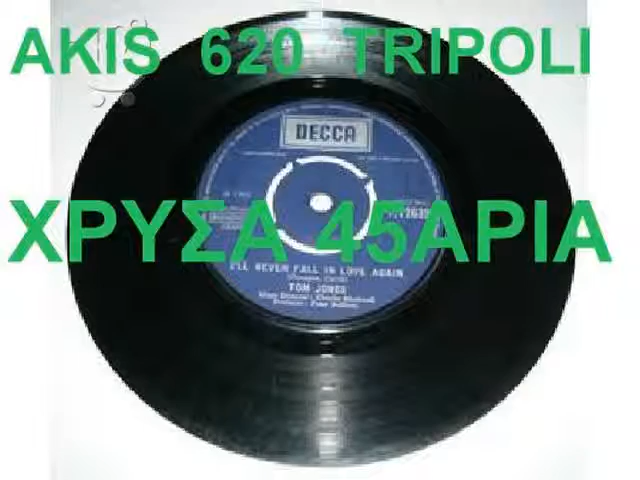 AKIS 620 TRIPOLI
DECCA
ΧΡΥΣΑ 45ΑΡΙΑ
I'LL NEVER FALL IN LOVE AGAIN
TOM JONES